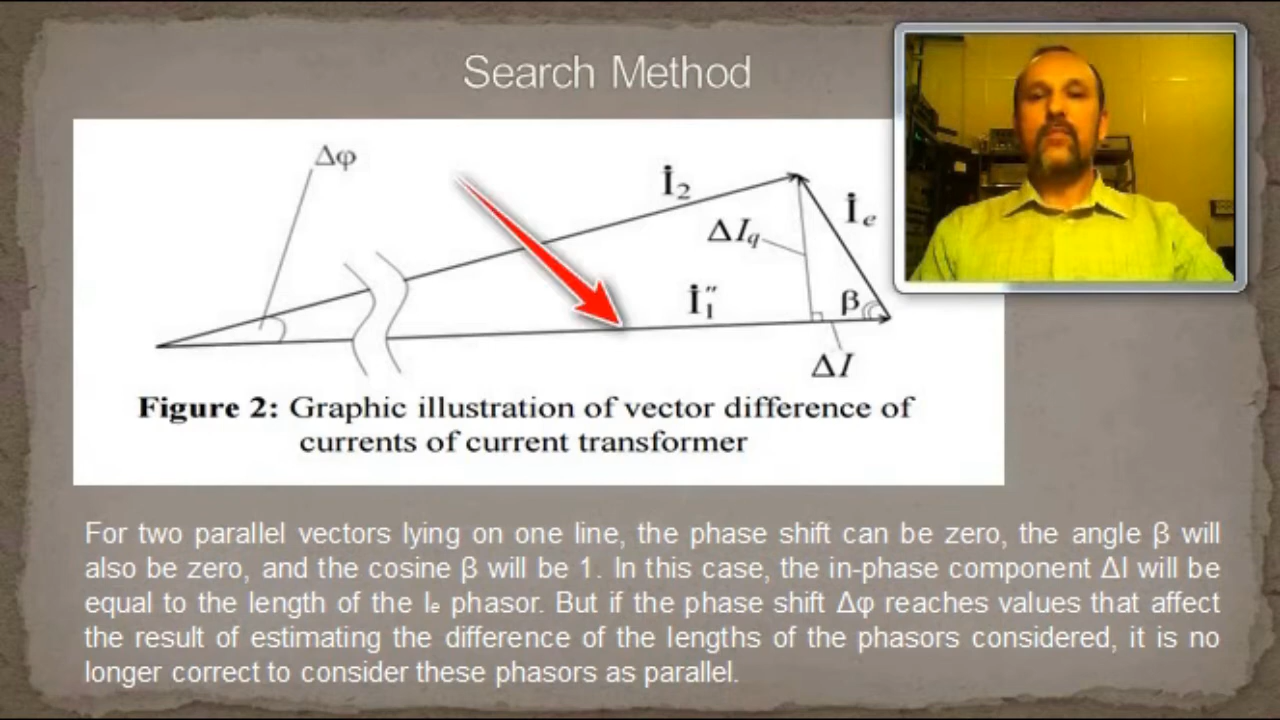 Search Method
Δφ
İ₂
İₑ
ΔI_q
İ₁″
β
ΔI
Figure 2: Graphic illustration of vector difference of
currents of current transformer
For two parallel vectors lying on one line, the phase shift can be zero, the angle β will
also be zero, and the cosine β will be 1. In this case, the in-phase component ΔI will be
equal to the length of the Iₑ phasor. But if the phase shift Δφ reaches values that affect
the result of estimating the difference of the lengths of the phasors considered, it is no
longer correct to consider these phasors as parallel.